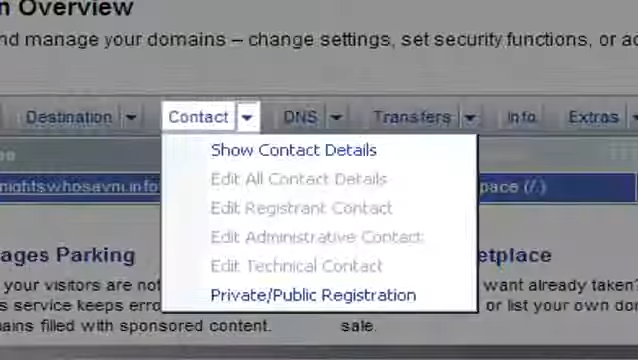 n Overview
nd manage your domains – change settings, set security functions, or ad
Destination Contact DNS Transfers Info Extras
Show Contact Details
Edit All Contact Details
pace (/.)
Edit Registrant Contact
Edit Administrative Contact
ages Parking
etplace
Edit Technical Contact
your visitors are not
want already taken?
Private/Public Registration
s service keeps erro
or list your own do
ains filled with sponsored content.
sale.